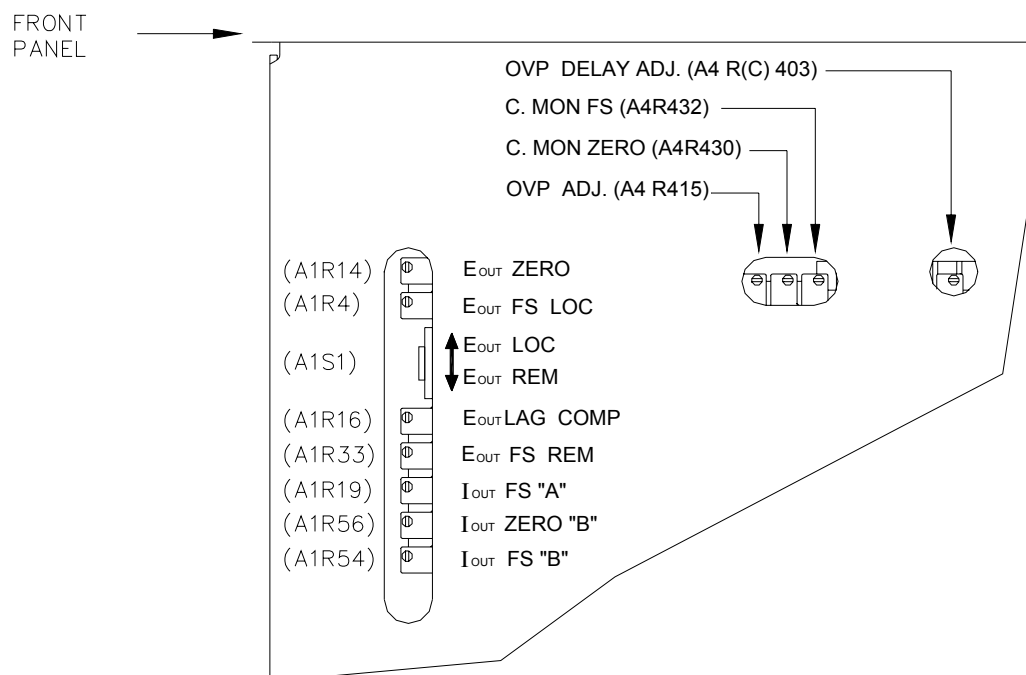 FRONT
PANEL
OVP DELAY ADJ. (A4 R(C) 403)
C. MON FS (A4R432)
C. MON ZERO (A4R430)
OVP ADJ. (A4 R415)
(A1R14) EOUT ZERO
(A1R4) EOUT FS LOC
(A1S1) EOUT LOC
EOUT REM
(A1R16) EOUT LAG COMP
(A1R33) EOUT FS REM
(A1R19) IOUT FS "A"
(A1R56) IOUT ZERO "B"
(A1R54) IOUT FS "B"